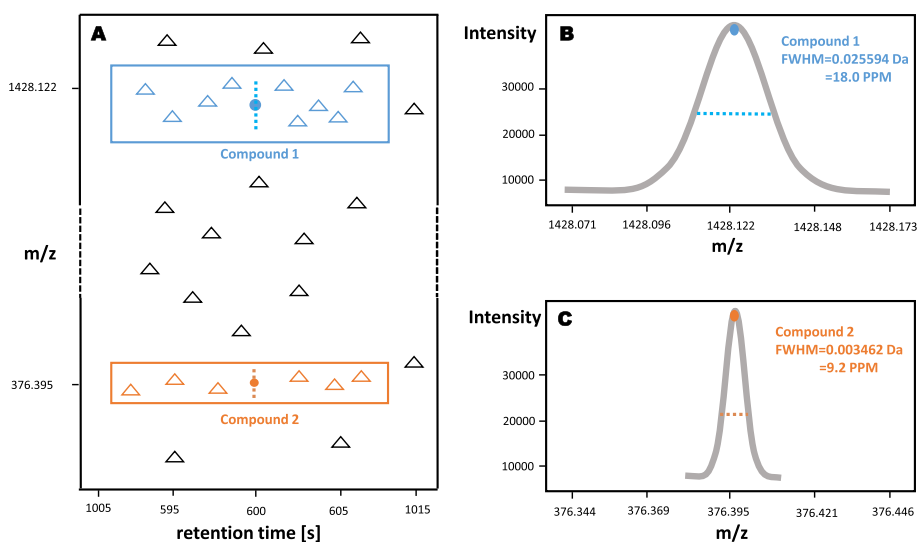 A
1428.122
Compound 1
m/z
376.395
Compound 2
1005 595 600 605 1015
retention time [s]
Intensity
B
Compound 1
FWHM=0.025594 Da
=18.0 PPM
30000
20000
10000
1428.071 1428.096 1428.122 1428.148 1428.173
m/z
Intensity
C
Compound 2
FWHM=0.003462 Da
=9.2 PPM
30000
20000
10000
376.344 376.369 376.395 376.421 376.446
m/z